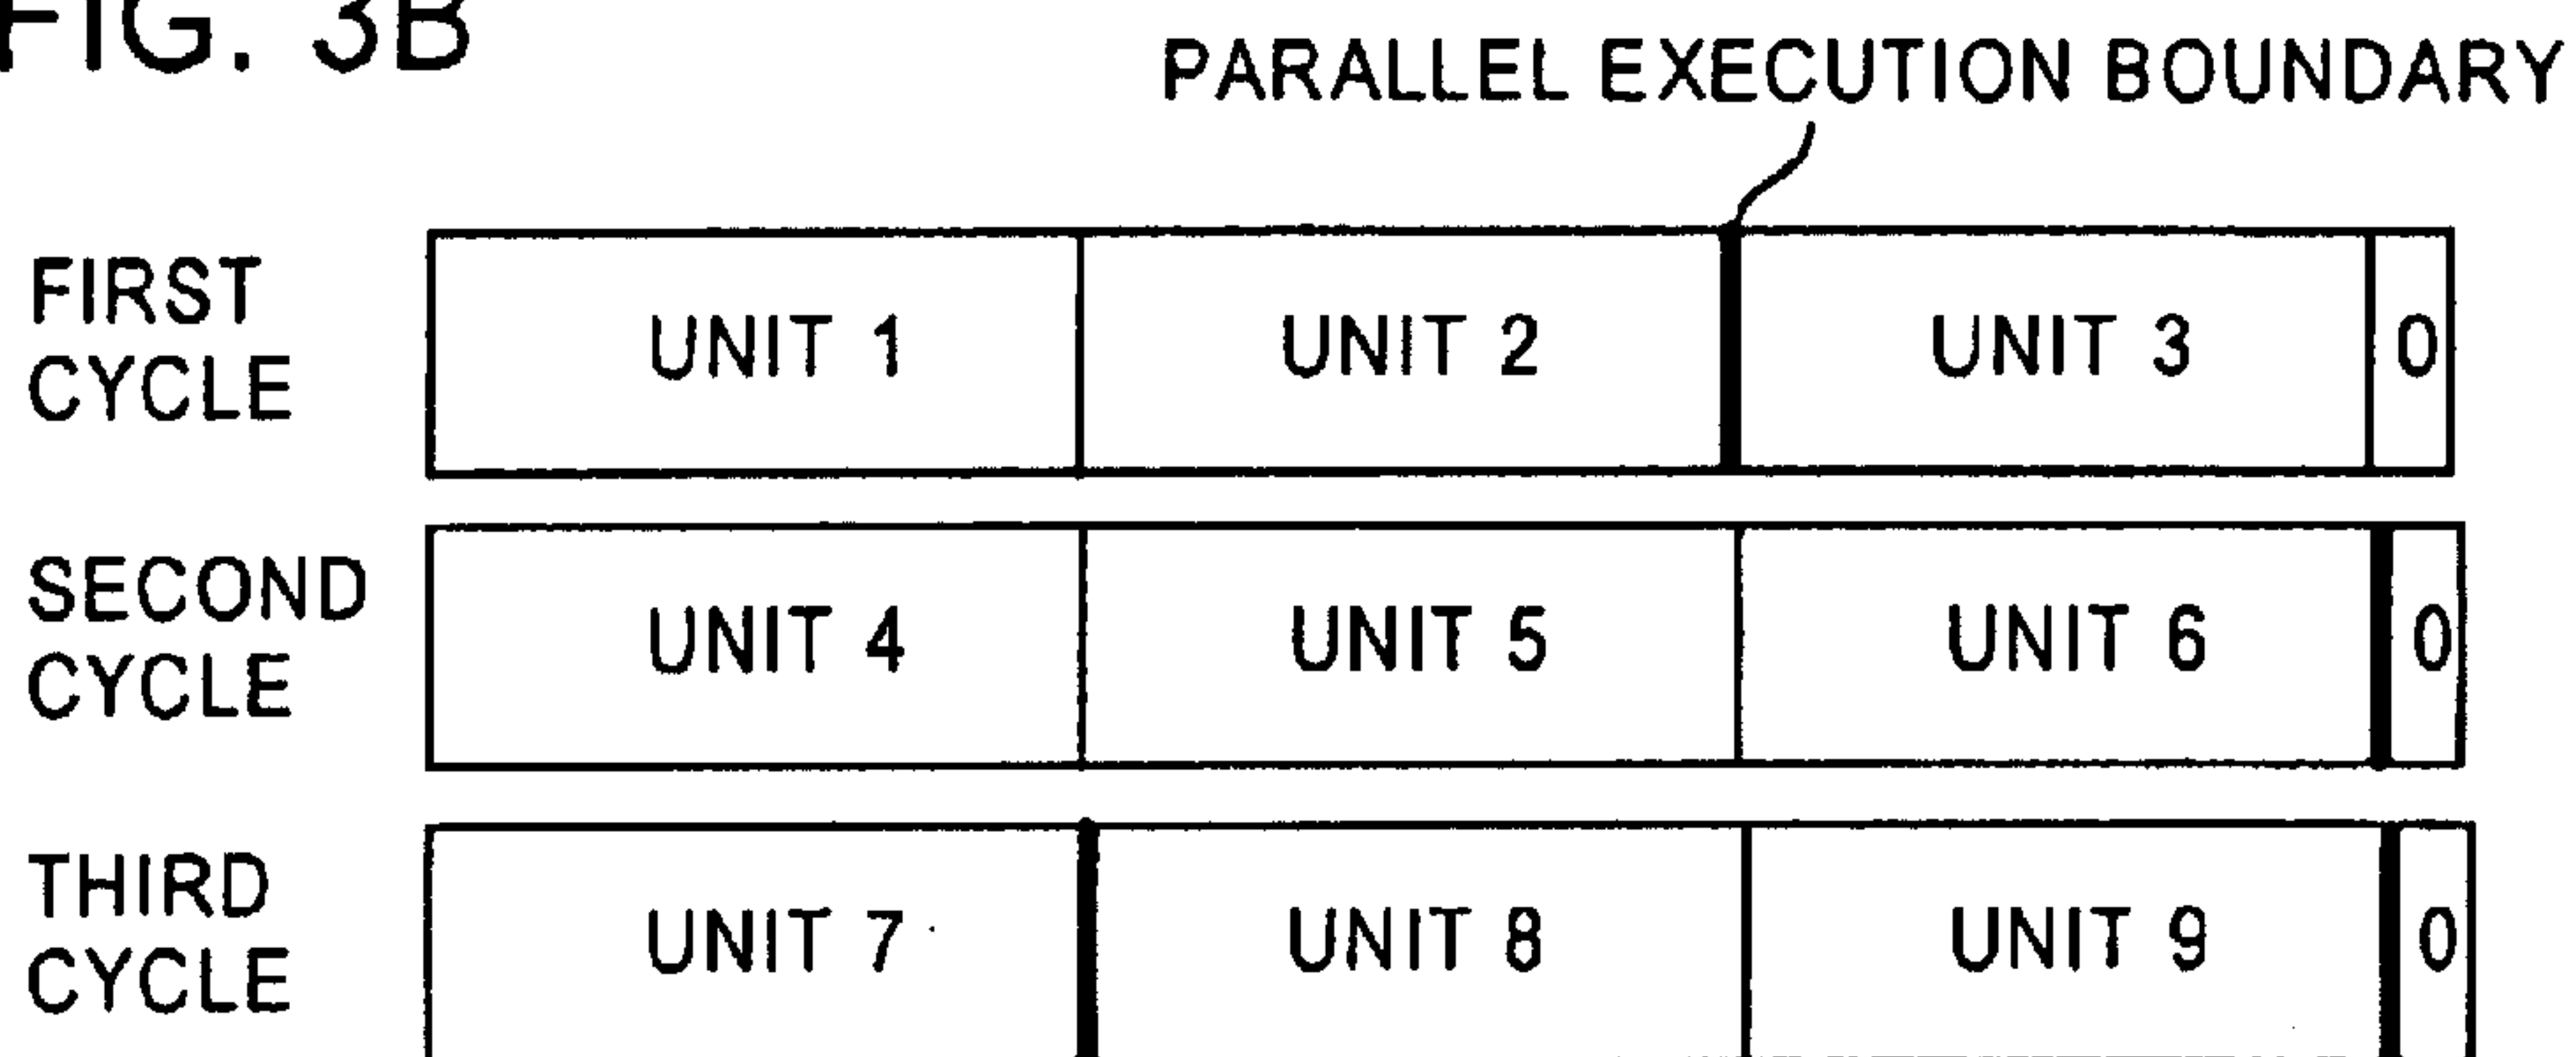 FIG. 3B
PARALLEL EXECUTION BOUNDARY
FIRST
CYCLE
UNIT 1
UNIT 2
UNIT 3
0
SECOND
CYCLE
UNIT 4
UNIT 5
UNIT 6
0
THIRD
CYCLE
UNIT 7
UNIT 8
UNIT 9
0